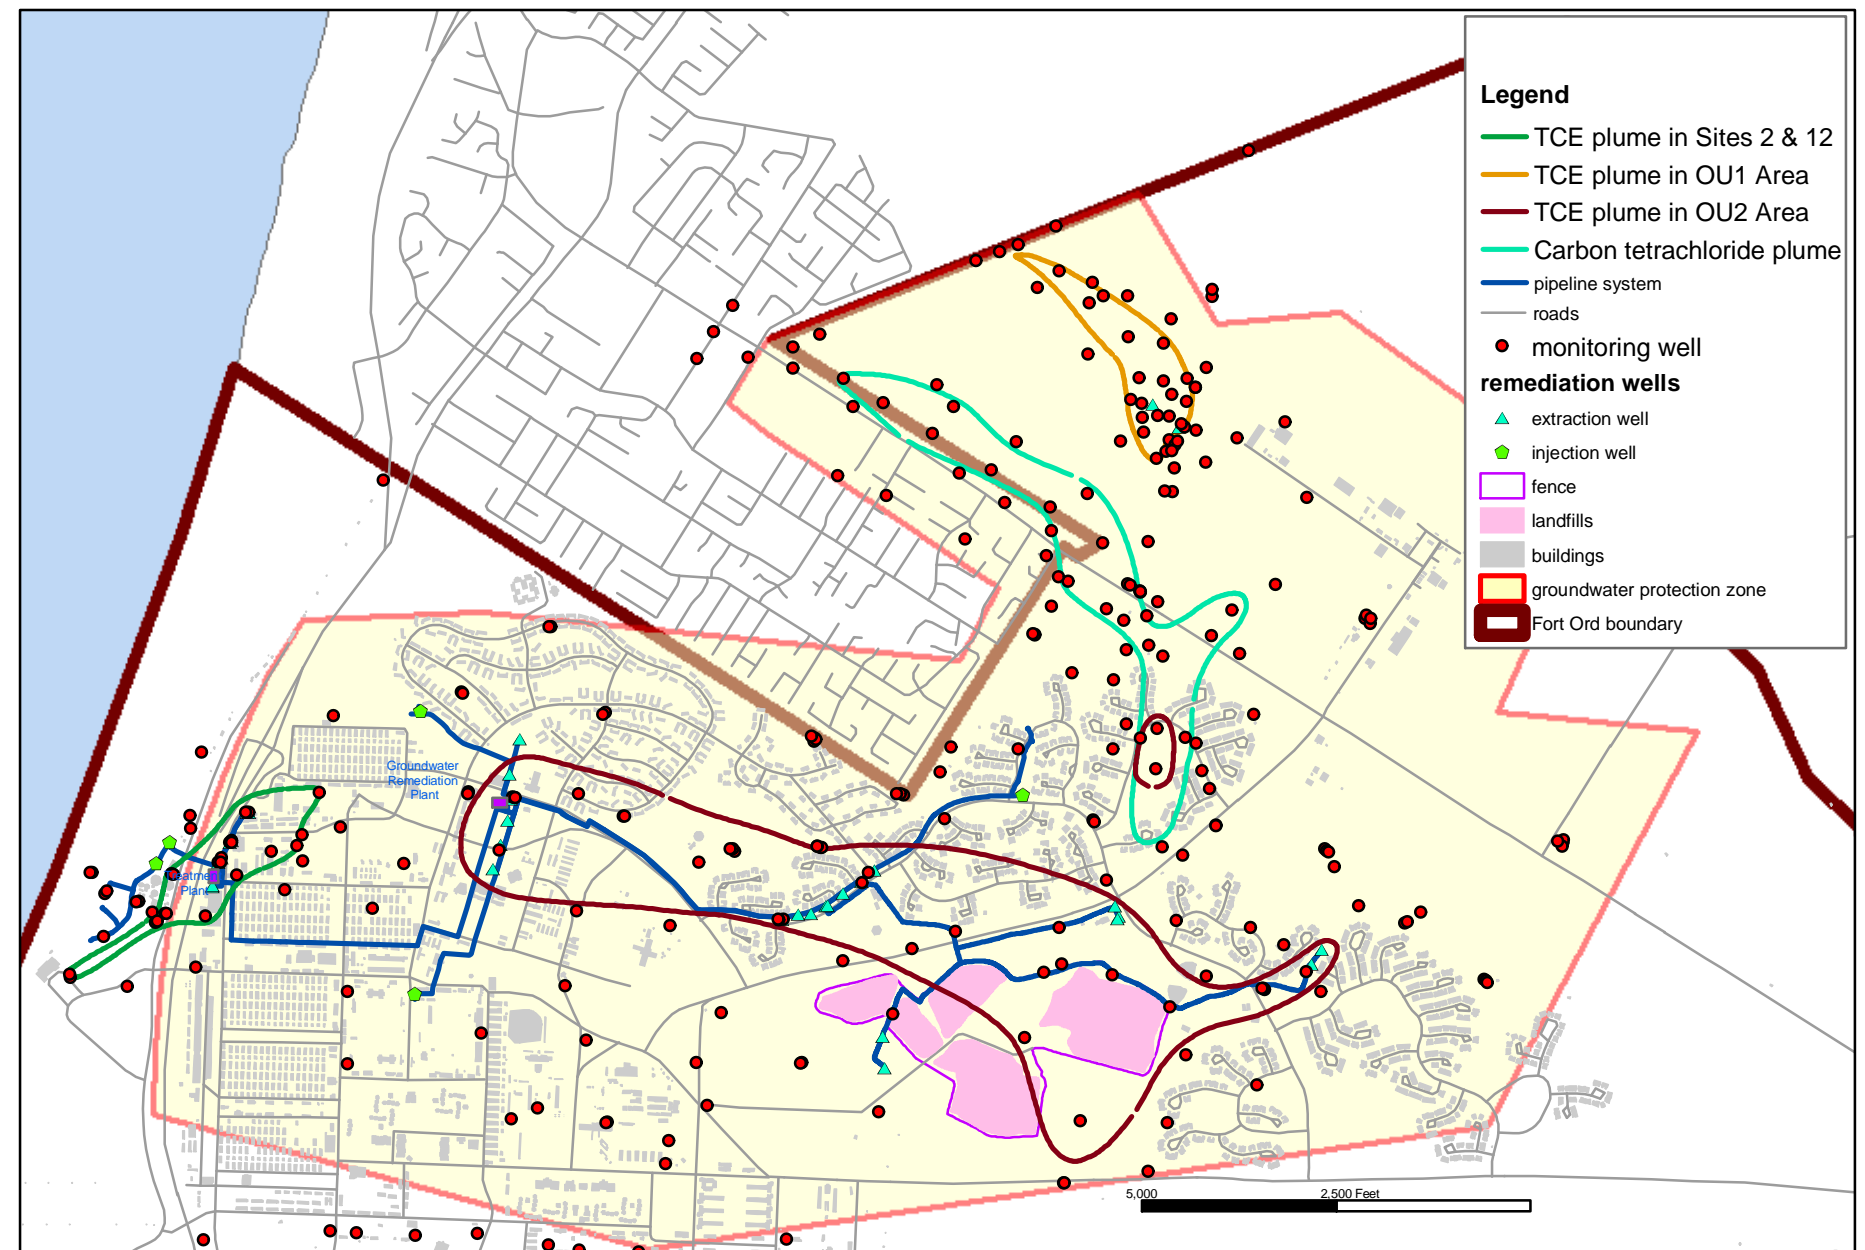 Legend
TCE plume in Sites 2 & 12
TCE plume in OU1 Area
TCE plume in OU2 Area
Carbon tetrachloride plume
pipeline system
roads
monitoring well
remediation wells
extraction well
injection well
fence
landfills
buildings
groundwater protection zone
Fort Ord boundary
Groundwater
Remediation
Plant
Treatment
Plant
5,000
2,500 Feet